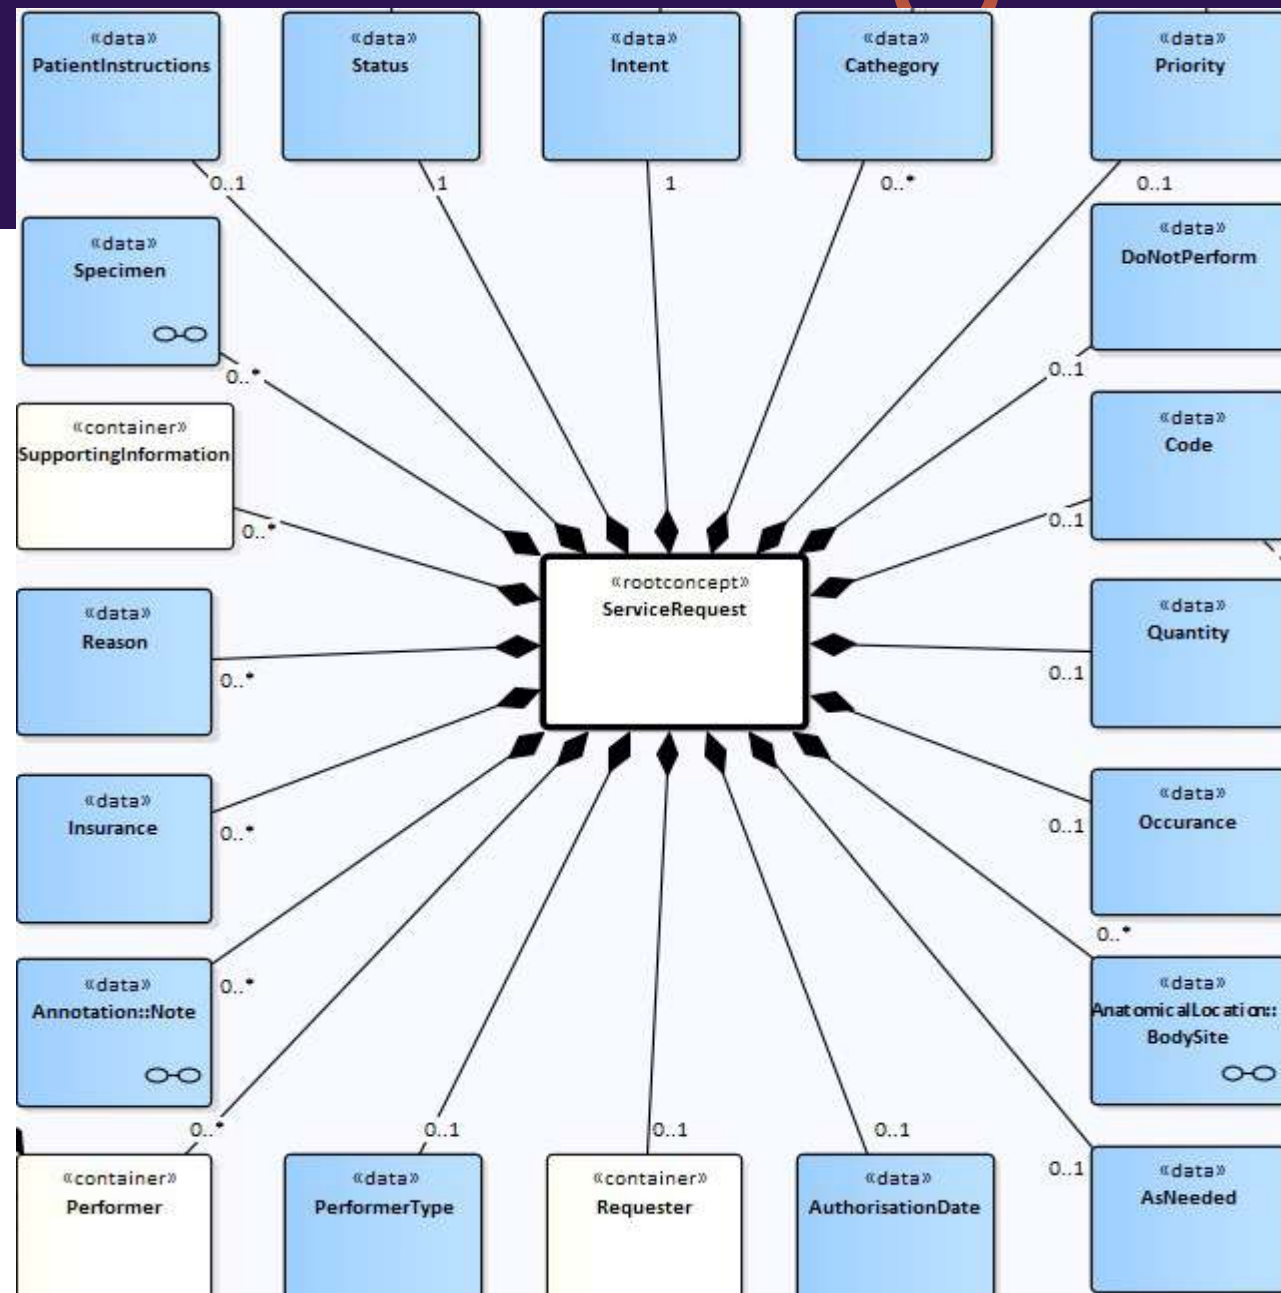 «data»
PatientInstructions
«data»
Status
«data»
Intent
«data»
Cathegory
«data»
Priority
0..1
1
1
0..*
0..1
«data»
Specimen
0..*
«data»
DoNotPerform
0..1
«container»
SupportingInformation
0..*
«data»
Code
0..1
«rootconcept»
ServiceRequest
«data»
Reason
0..*
«data»
Quantity
0..1
«data»
Insurance
0..*
«data»
Occurance
0..1
«data»
Annotation::Note
0..*
0..*
«data»
AnatomicalLocation::
BodySite
0..*
0..1
0..1
0..1
0..1
«container»
Performer
«data»
PerformerType
«container»
Requester
«data»
AuthorisationDate
«data»
AsNeeded